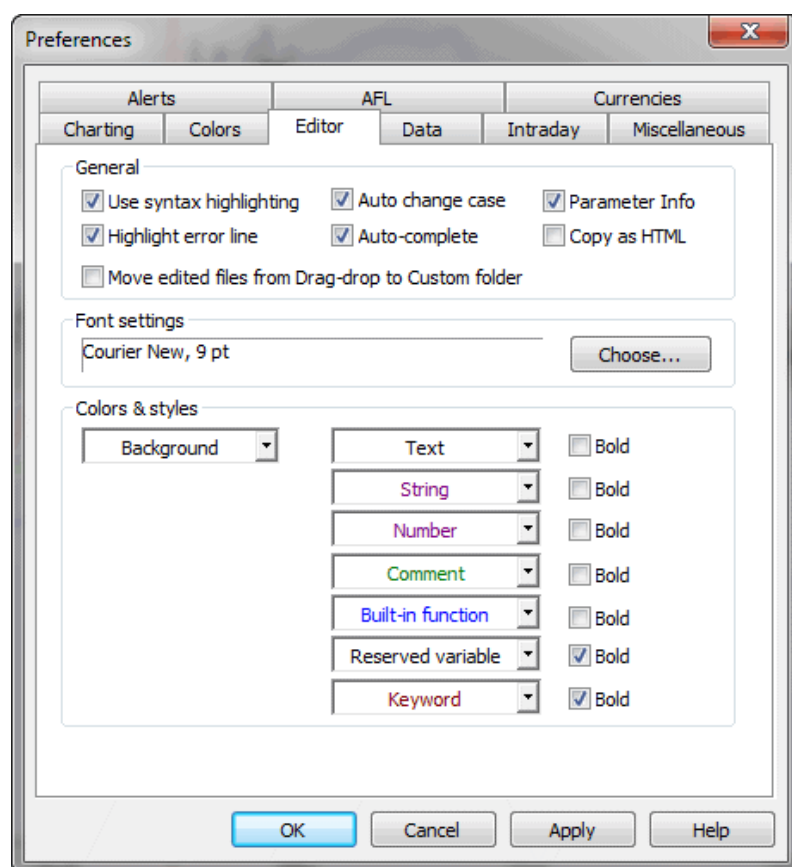 Preferences
Alerts AFL Currencies
Charting Colors Editor Data Intraday Miscellaneous
General
Use syntax highlighting Auto change case Parameter Info
Highlight error line Auto-complete Copy as HTML
Move edited files from Drag-drop to Custom folder
Font settings
Courier New, 9 pt Choose...
Colors & styles
Background Text Bold
String Bold
Number Bold
Comment Bold
Built-in function Bold
Reserved variable Bold
Keyword Bold
OK Cancel Apply Help